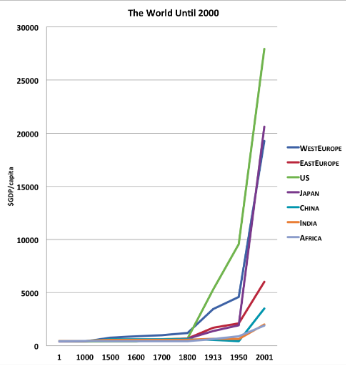 The World Until 2000
30000
25000
20000
15000
10000
5000
0
$GDP/capita
1 1000 1500 1600 1700 1800 1913 1950 2001
WESTEUROPE
EASTEUROPE
US
JAPAN
CHINA
INDIA
AFRICA